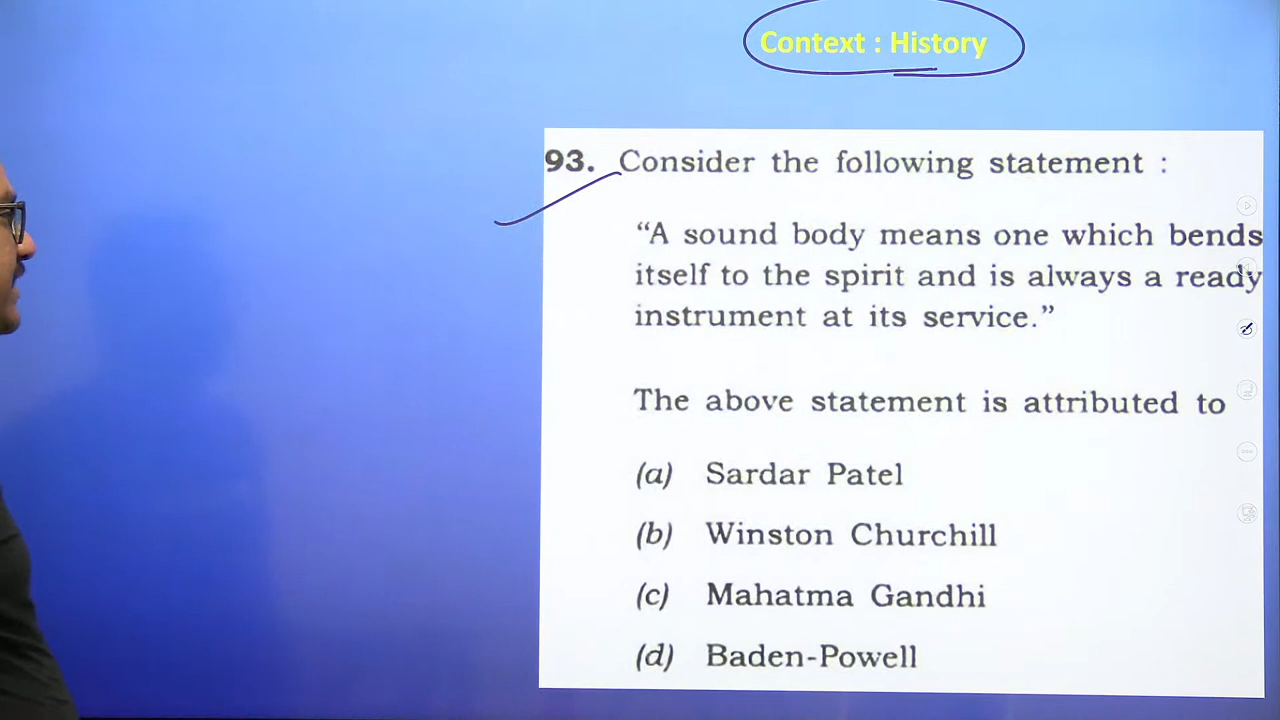 Context : History
93. Consider the following statement :
“A sound body means one which bends
itself to the spirit and is always a ready
instrument at its service.”
The above statement is attributed to
(a) Sardar Patel
(b) Winston Churchill
(c) Mahatma Gandhi
(d) Baden-Powell